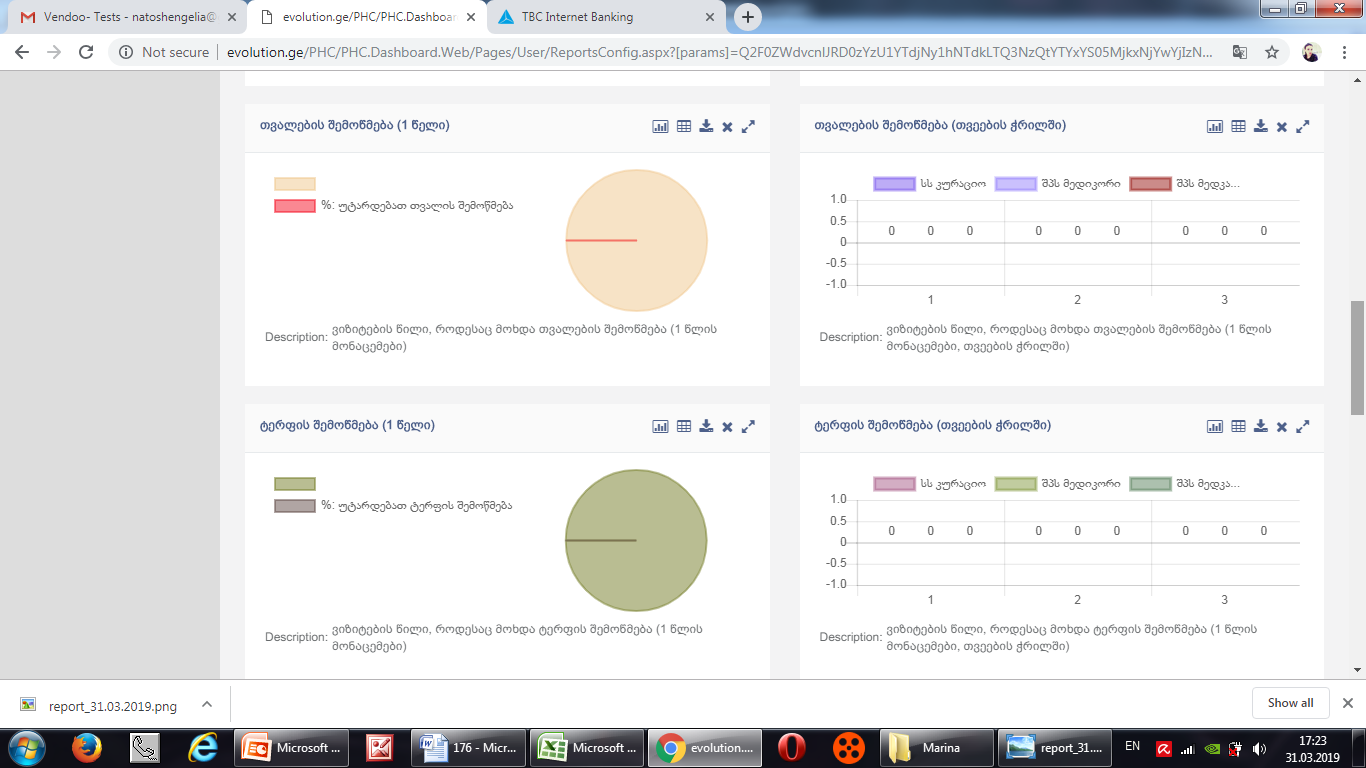 Vendoo- Tests - natoshengelia@
evolution.ge/PHC/PHC.Dashboar
TBC Internet Banking
Not secure
evolution.ge/PHC/PHC.Dashboard.Web/Pages/User/ReportsConfig.aspx?[params]=Q2F0ZWdvcnlJRD0zYzU1YTdjNy1hNTdkLTQ3NzQtYTYxYS05MjkxNjYwYjIzN...
თვალების შემოწმება (1 წელი)
%: უტარდებათ თვალის შემოწმება
Description: ვიზიტების წილი, როდესაც მოხდა თვალების შემოწმება (1 წლის
მონაცემები)
თვალების შემოწმება (თვეების ჭრილში)
სს კურაციო
შპს მედიკორი
შპს მედკა...
1.0
0.5
0
-0.5
-1.0
0 0 0 0 0 0 0 0 0
1 2 3
Description: ვიზიტების წილი, როდესაც მოხდა თვალების შემოწმება (1 წლის
მონაცემები, თვეების ჭრილში)
ტერფის შემოწმება (1 წელი)
%: უტარდებათ ტერფის შემოწმება
Description: ვიზიტების წილი, როდესაც მოხდა ტერფის შემოწმება (1 წლის
მონაცემები)
ტერფის შემოწმება (თვეების ჭრილში)
სს კურაციო
შპს მედიკორი
შპს მედკა...
1.0
0.5
0
-0.5
-1.0
0 0 0 0 0 0 0 0 0
1 2 3
Description: ვიზიტების წილი, როდესაც მოხდა ტერფის შემოწმება (1 წლის
მონაცემები, თვეების ჭრილში)
report_31.03.2019.png
Show all
Microsoft ...
176 - Micr...
Microsoft ...
evolution....
Marina
report_31....
EN
17:23
31.03.2019